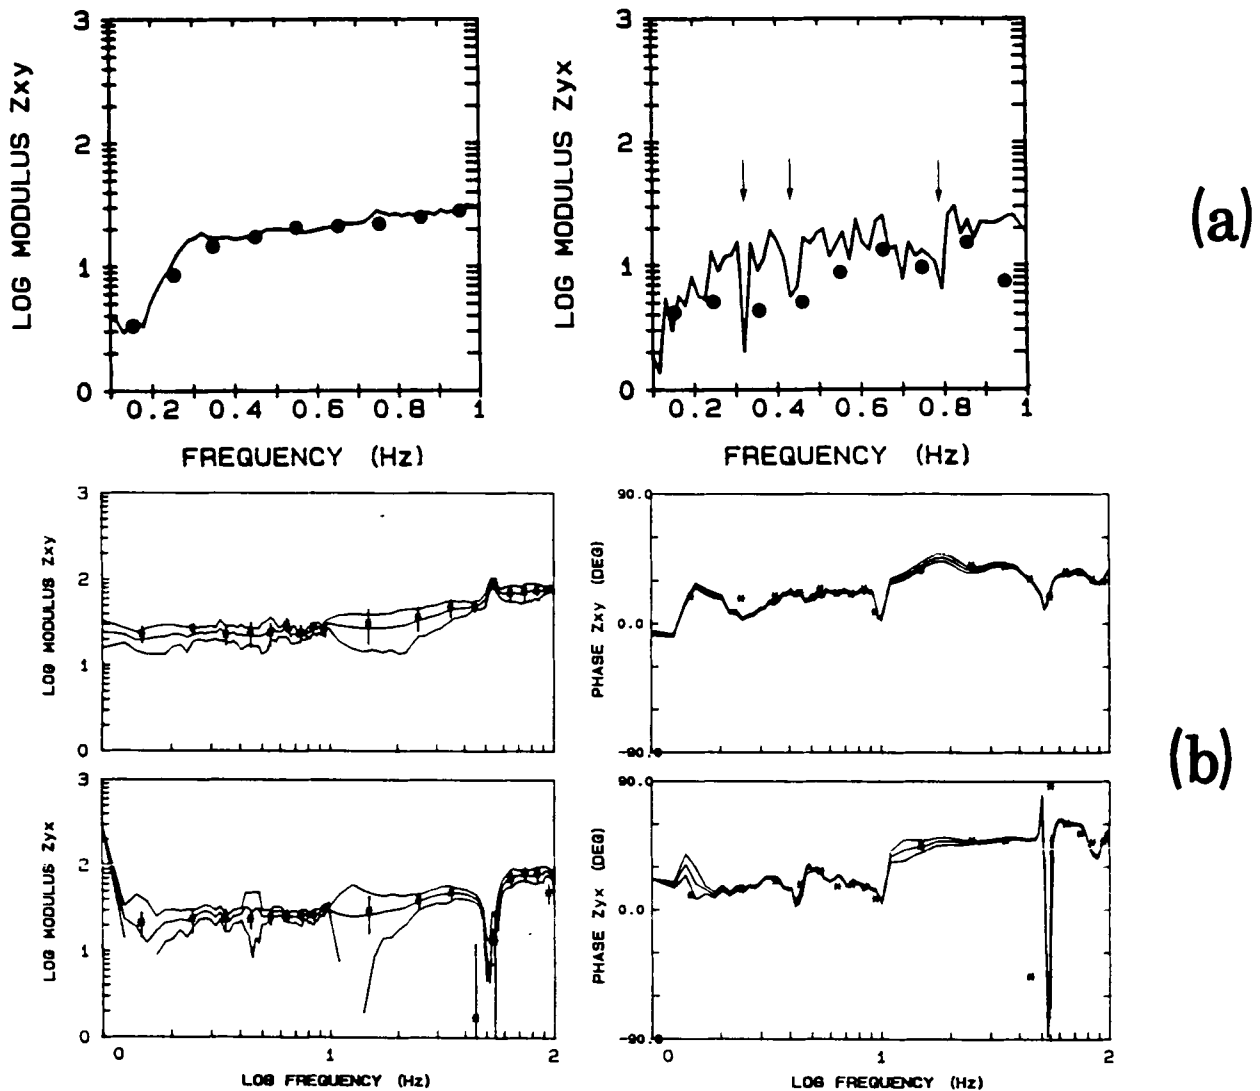 3
2
1
0
LOG MODULUS Zxy
0.2 0.4 0.6 0.8 1
FREQUENCY (Hz)
3
2
1
0
LOG MODULUS Zyx
0.2 0.4 0.6 0.8 1
FREQUENCY (Hz)
(a)
3
2
1
0
LOG MODULUS Zxy
90.0
0.0
-90.0
PHASE Zxy (DEG)
(b)
3
2
1
0
LOG MODULUS Zyx
0 1 2
LOG FREQUENCY (Hz)
90.0
0.0
-90.0
PHASE Zyx (DEG)
0 1 2
LOG FREQUENCY (Hz)